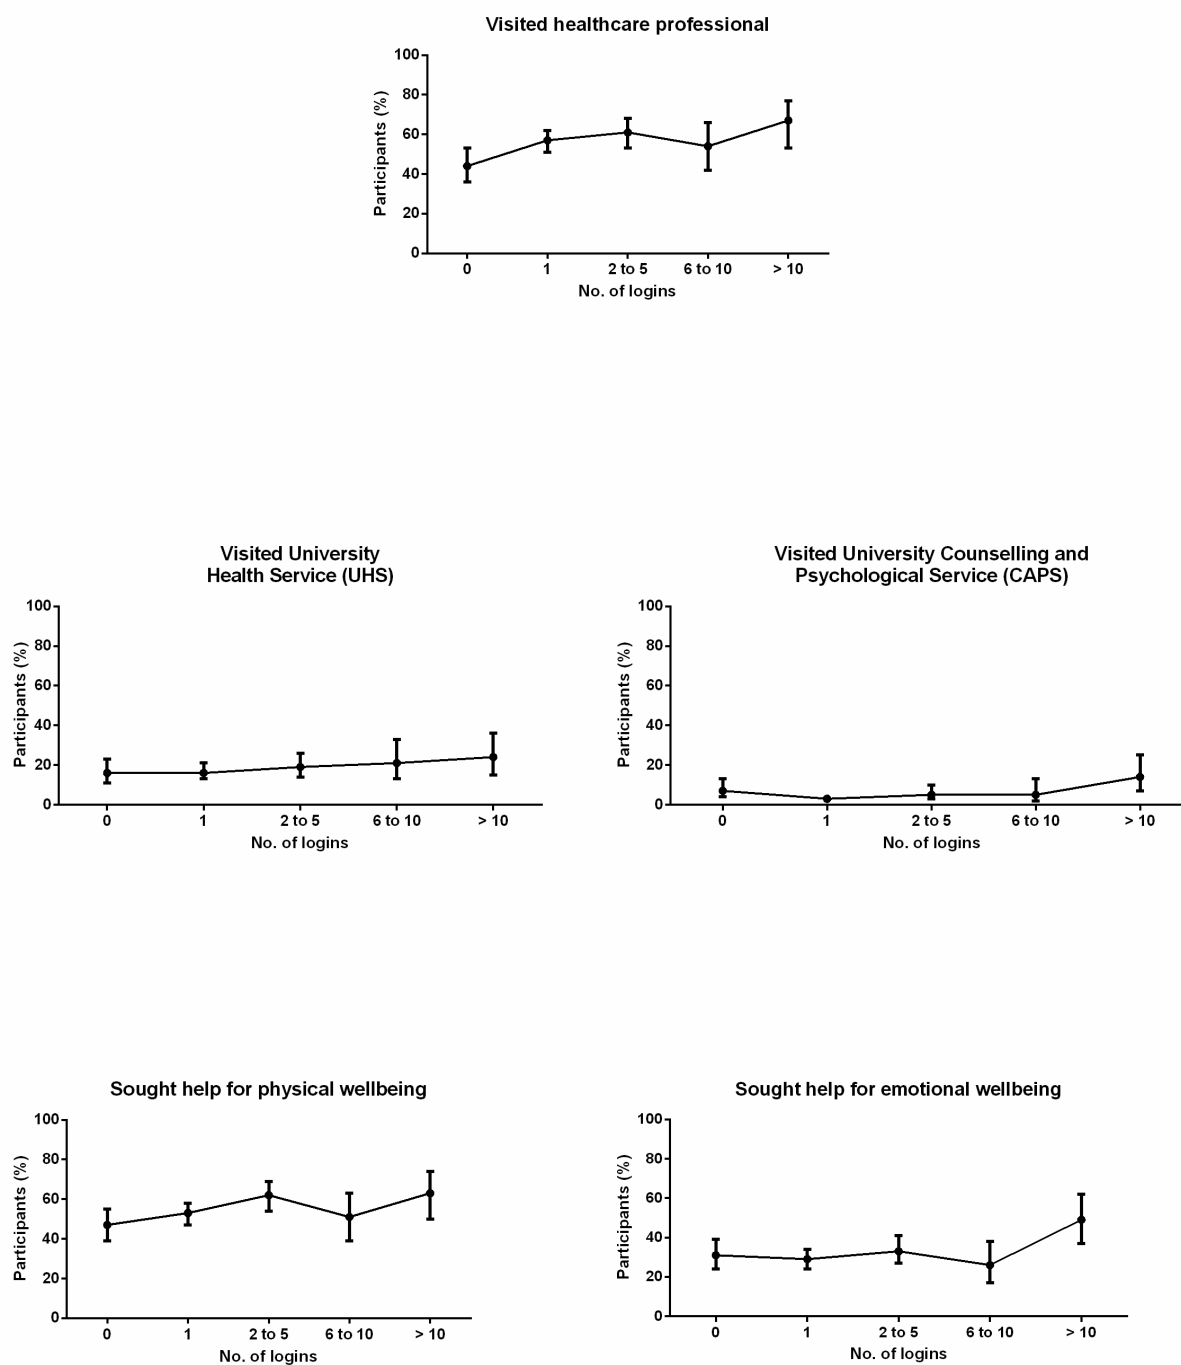 Visited healthcare professional
100
80
60
40
20
0
Participants (%)
0 1 2 to 5 6 to 10 > 10
No. of logins
Visited University
Health Service (UHS)
100
80
60
40
20
0
Participants (%)
0 1 2 to 5 6 to 10 > 10
No. of logins
Visited University Counselling and
Psychological Service (CAPS)
100
80
60
40
20
0
Participants (%)
0 1 2 to 5 6 to 10 > 10
No. of logins
Sought help for physical wellbeing
100
80
60
40
20
0
Participants (%)
0 1 2 to 5 6 to 10 > 10
No. of logins
Sought help for emotional wellbeing
100
80
60
40
20
0
Participants (%)
0 1 2 to 5 6 to 10 > 10
No. of logins